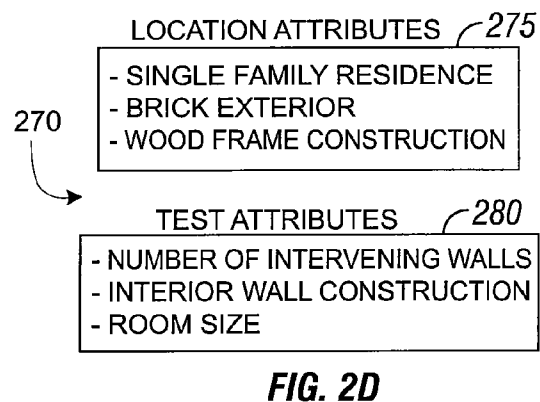 LOCATION ATTRIBUTES 275
- SINGLE FAMILY RESIDENCE
- BRICK EXTERIOR
- WOOD FRAME CONSTRUCTION
270
TEST ATTRIBUTES 280
- NUMBER OF INTERVENING WALLS
- INTERIOR WALL CONSTRUCTION
- ROOM SIZE
FIG. 2D